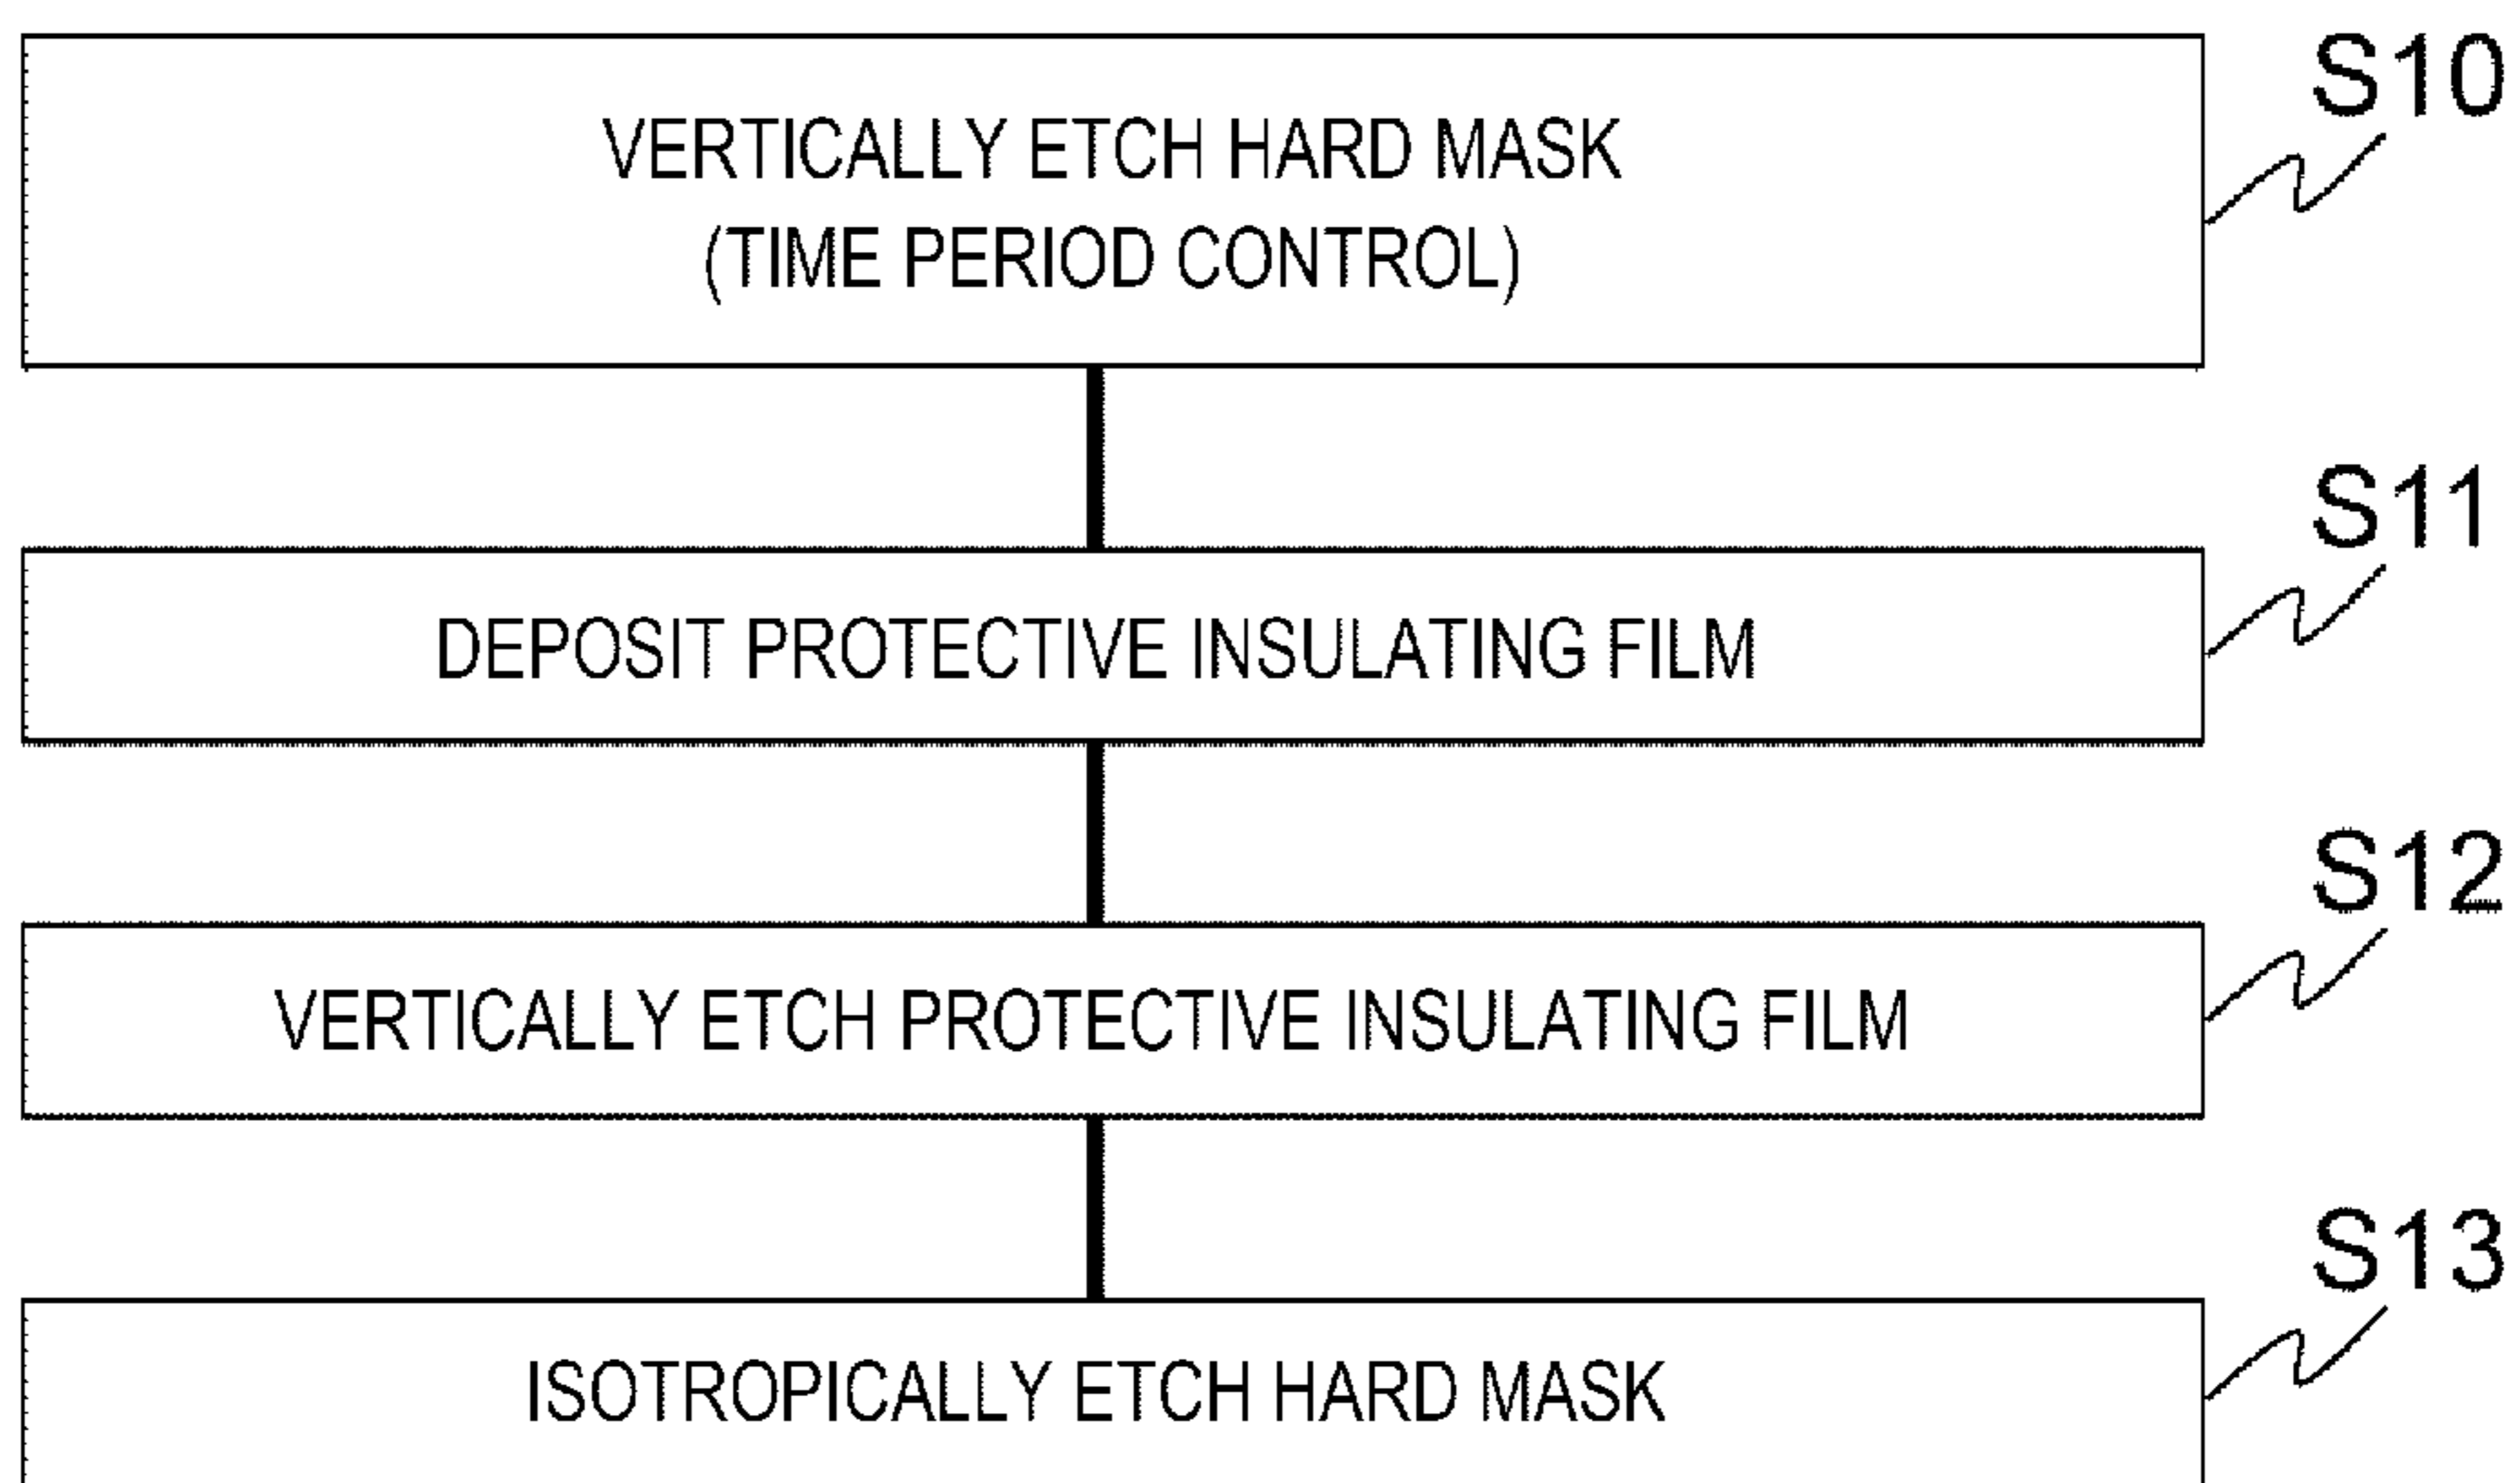 S10
VERTICALLY ETCH HARD MASK
(TIME PERIOD CONTROL)
S11
DEPOSIT PROTECTIVE INSULATING FILM
S12
VERTICALLY ETCH PROTECTIVE INSULATING FILM
S13
ISOTROPICALLY ETCH HARD MASK